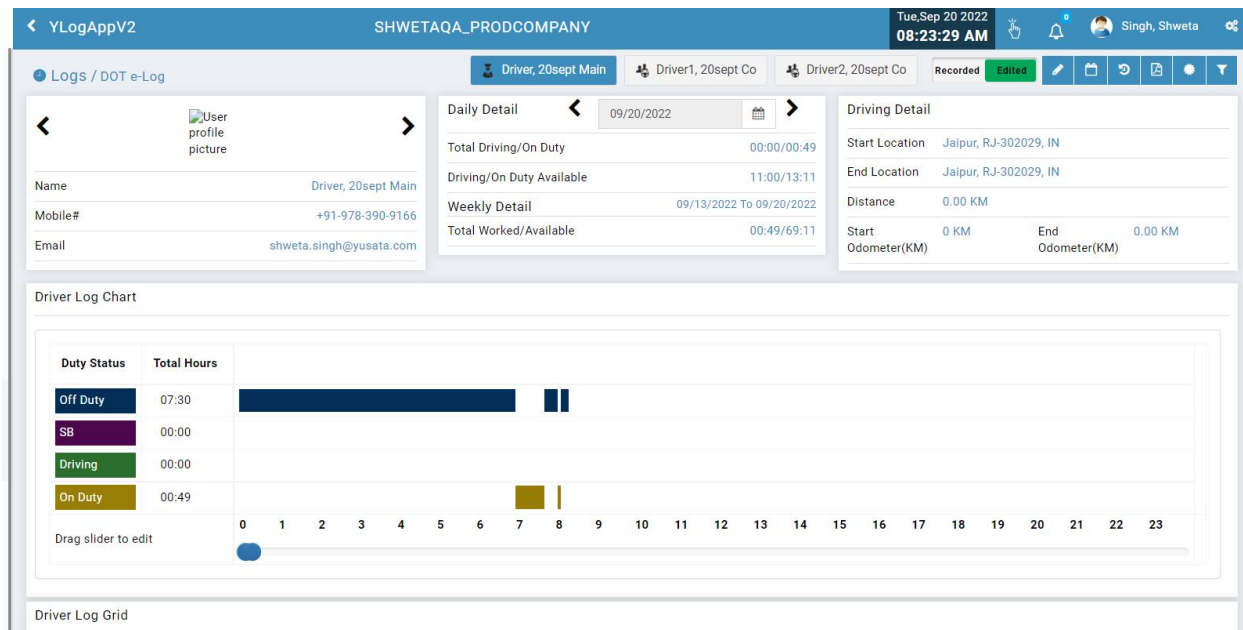 YLogAppV2
SHWETAQA_PRODCOMPANY
Tue,Sep 20 2022
08:23:29 AM
0
Singh, Shweta
Logs / DOT e-Log
Driver, 20sept Main
Driver1, 20sept Co
Driver2, 20sept Co
Recorded Edited
User
profile
picture
Name Driver, 20sept Main
Mobile# +91-978-390-9166
Email shweta.singh@yusata.com
Daily Detail 09/20/2022
Total Driving/On Duty 00:00/00:49
Driving/On Duty Available 11:00/13:11
Weekly Detail 09/13/2022 To 09/20/2022
Total Worked/Available 00:49/69:11
Driving Detail
Start Location Jaipur, RJ-302029, IN
End Location Jaipur, RJ-302029, IN
Distance 0.00 KM
Start 0 KM End 0.00 KM
Odometer(KM) Odometer(KM)
Driver Log Chart
Duty Status Total Hours
Off Duty 07:30
SB 00:00
Driving 00:00
On Duty 00:49
0 1 2 3 4 5 6 7 8 9 10 11 12 13 14 15 16 17 18 19 20 21 22 23
Drag slider to edit
Driver Log Grid